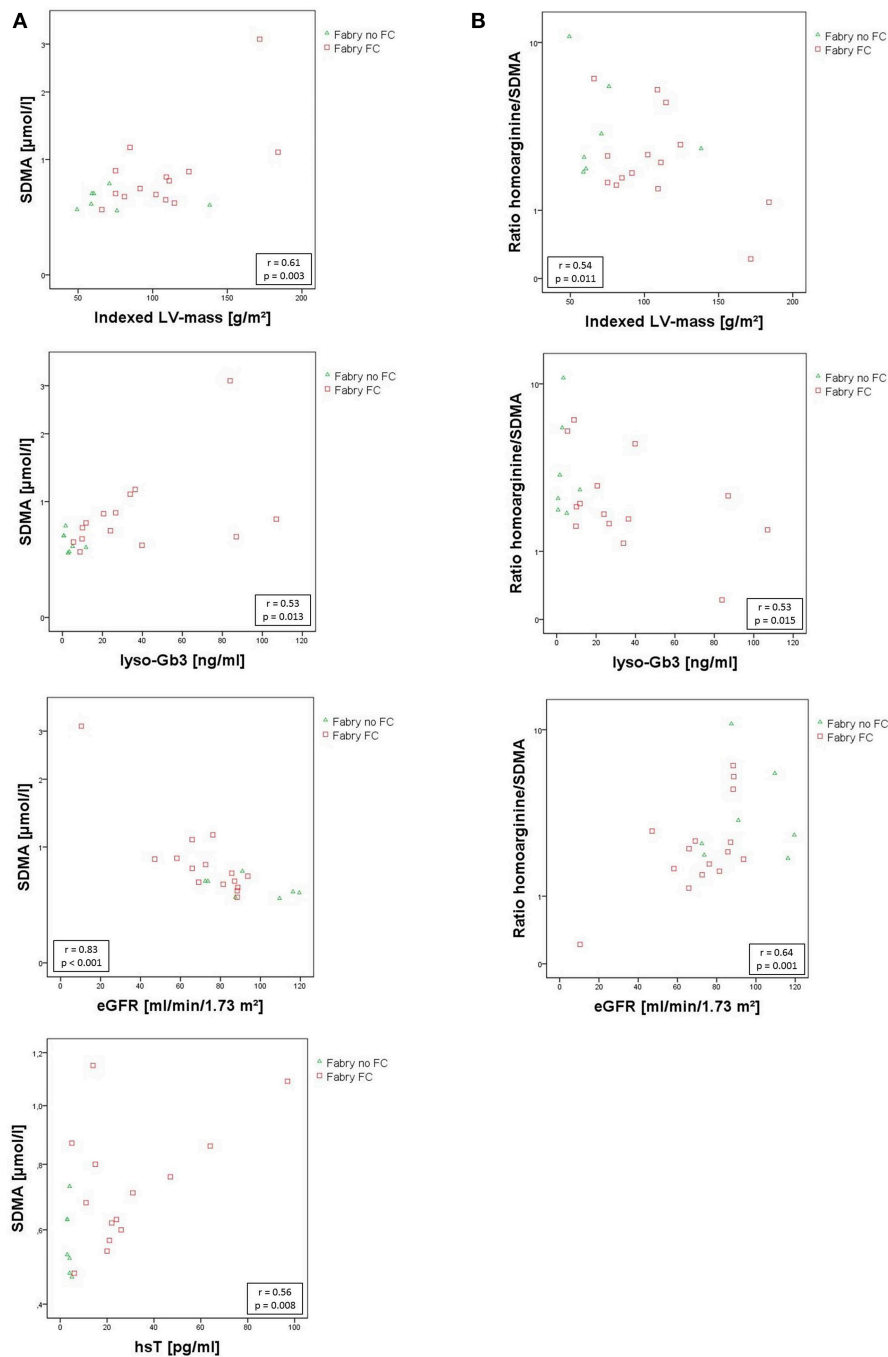 A
SDMA [µmol/l]
3
2
1
0
50
100
150
200
Indexed LV-mass [g/m²]
Fabry no FC
Fabry FC
r = 0.61
p = 0.003
B
Ratio homoarginine/SDMA
10
1
0
50
100
150
200
Indexed LV-mass [g/m²]
Fabry no FC
Fabry FC
r = 0.54
p = 0.011
SDMA [µmol/l]
3
2
1
0
0
20
40
60
80
100
120
lyso-Gb3 [ng/ml]
Fabry no FC
Fabry FC
r = 0.53
p = 0.013
Ratio homoarginine/SDMA
10
1
0
0
20
40
60
80
100
120
lyso-Gb3 [ng/ml]
Fabry no FC
Fabry FC
r = 0.53
p = 0.015
SDMA [µmol/l]
3
2
1
0
0
20
40
60
80
100
120
eGFR [ml/min/1.73 m²]
Fabry no FC
Fabry FC
r = 0.83
p < 0.001
Ratio homoarginine/SDMA
10
1
0
0
20
40
60
80
100
120
eGFR [ml/min/1.73 m²]
Fabry no FC
Fabry FC
r = 0.64
p = 0.001
SDMA [µmol/l]
1,2
1,0
,8
,6
,4
0
20
40
60
80
100
hsT [pg/ml]
Fabry no FC
Fabry FC
r = 0.56
p = 0.008